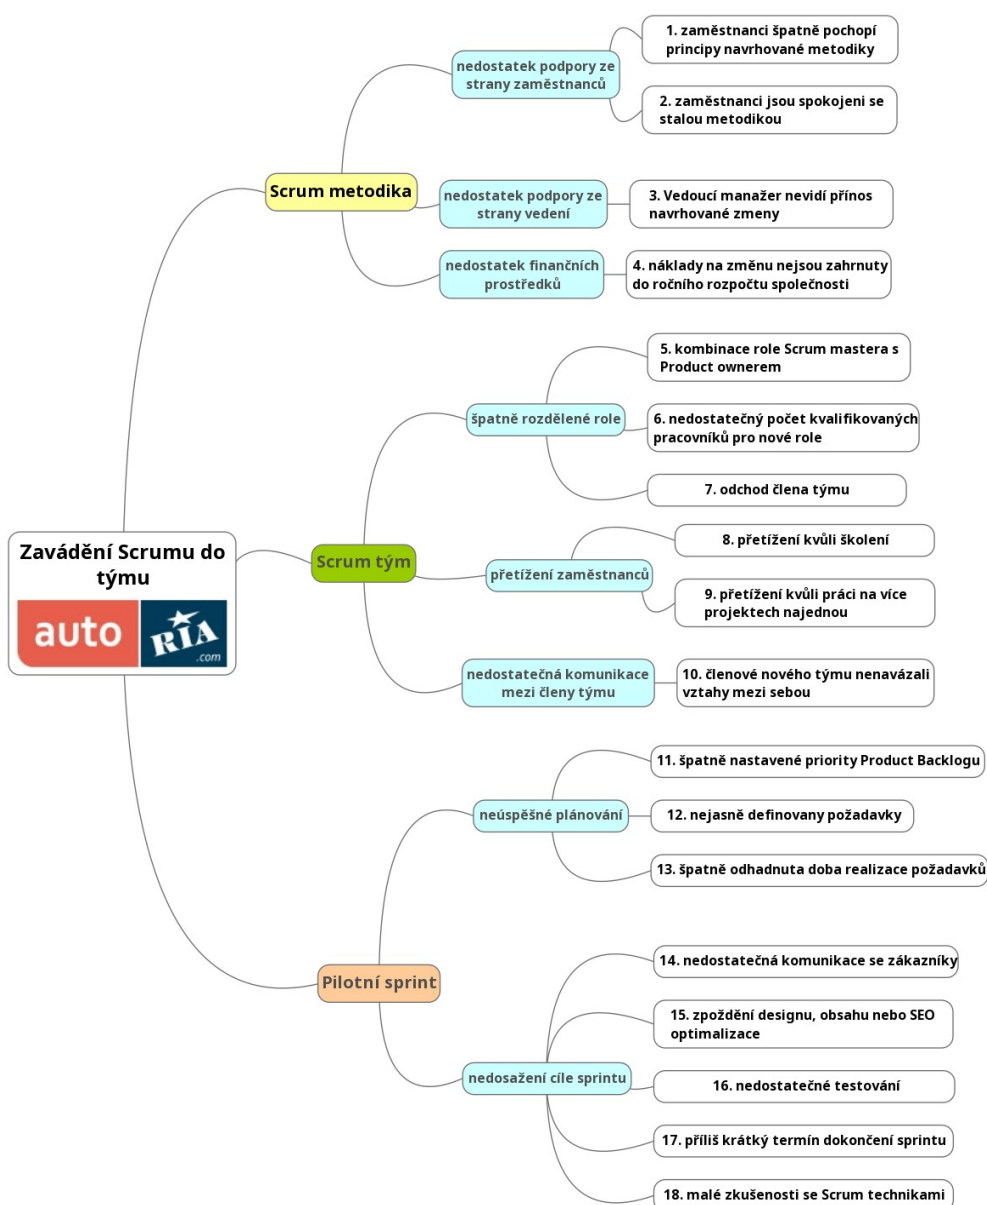 Zavádění Scrumu do
týmu
auto
RIA
.com
Scrum metodika
nedostatek podpory ze
strany zaměstnanců
1. zaměstnanci špatně pochopí
principy navrhované metodiky
2. zaměstnanci jsou spokojeni se
stalou metodikou
nedostatek podpory ze
strany vedení
3. Vedoucí manažer nevidí přínos
navrhované zmeny
nedostatek finančních
prostředků
4. náklady na změnu nejsou zahrnuty
do ročního rozpočtu společnosti
Scrum tým
špatně rozdělené role
5. kombinace role Scrum mastera s
Product ownerem
6. nedostatečný počet kvalifikovaných
pracovníků pro nové role
7. odchod člena týmu
přetížení zaměstnanců
8. přetížení kvůli školení
9. přetížení kvůli práci na více
projektech najednou
nedostatečná komunikace
mezi členy týmu
10. členové nového týmu nenavázali
vztahy mezi sebou
Pilotní sprint
neúspěšné plánování
11. špatně nastavené priority Product Backlogu
12. nejasně definovany požadavky
13. špatně odhadnuta doba realizace požadavků
nedosažení cíle sprintu
14. nedostatečná komunikace se zákazníky
15. zpoždění designu, obsahu nebo SEO
optimalizace
16. nedostatečné testování
17. příliš krátký termín dokončení sprintu
18. malé zkušenosti se Scrum technikami